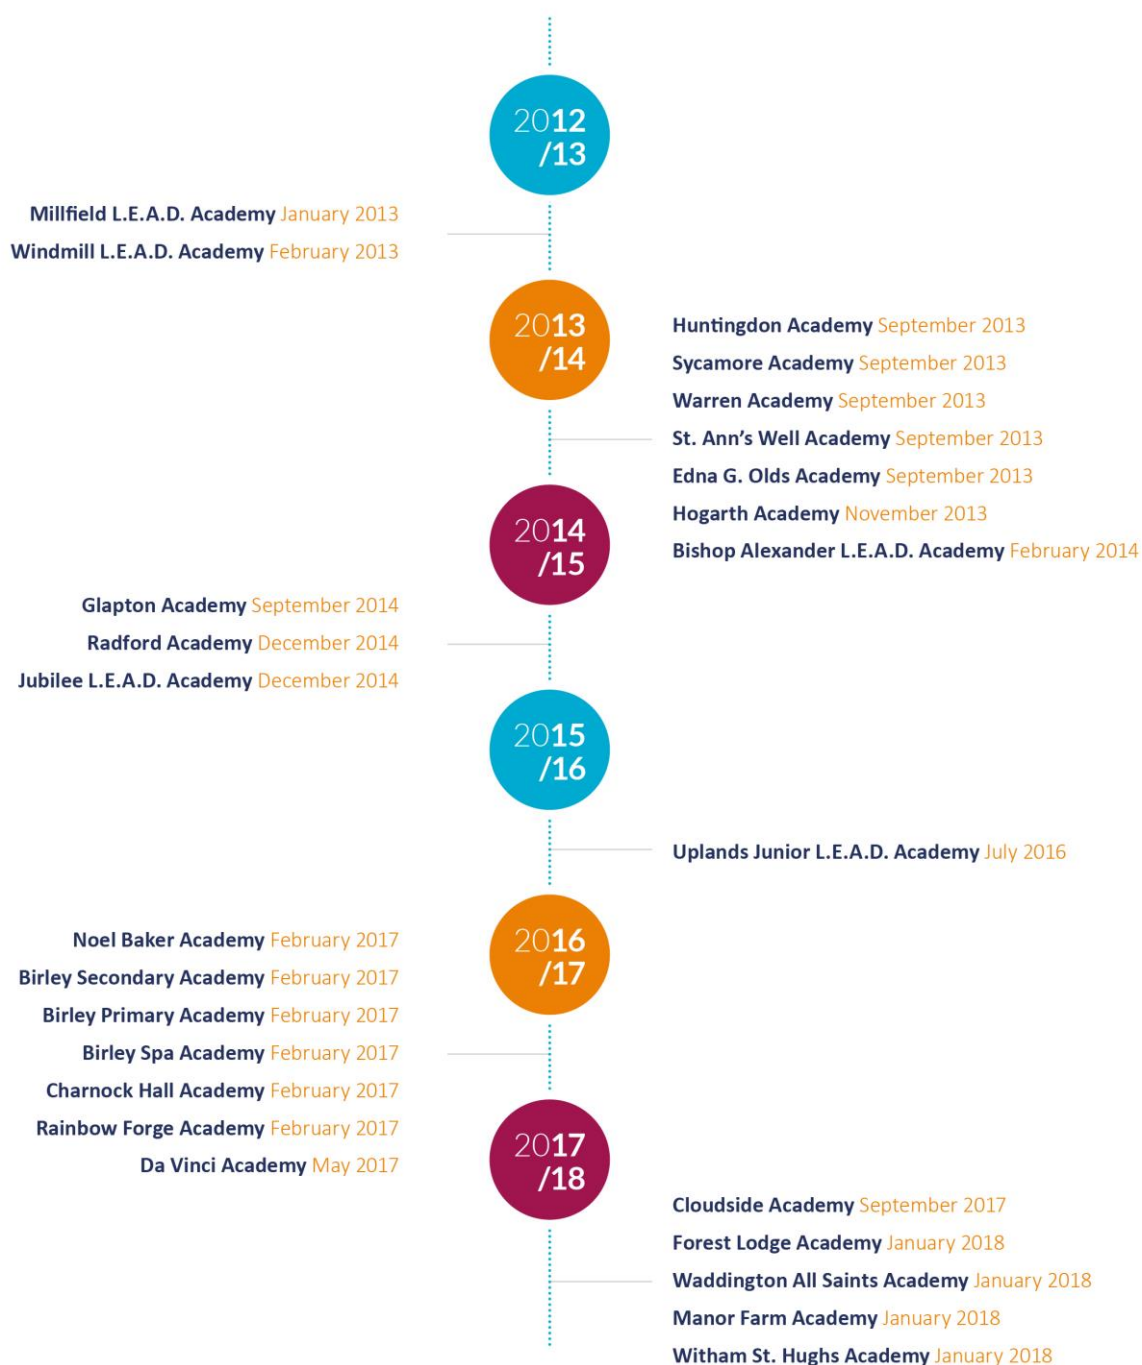 2012
/13
Millfield L.E.A.D. Academy January 2013
Windmill L.E.A.D. Academy February 2013
2013
/14
Huntingdon Academy September 2013
Sycamore Academy September 2013
Warren Academy September 2013
St. Ann’s Well Academy September 2013
Edna G. Olds Academy September 2013
Hogarth Academy November 2013
Bishop Alexander L.E.A.D. Academy February 2014
2014
/15
Glapton Academy September 2014
Radford Academy December 2014
Jubilee L.E.A.D. Academy December 2014
2015
/16
Uplands Junior L.E.A.D. Academy July 2016
2016
/17
Noel Baker Academy February 2017
Birley Secondary Academy February 2017
Birley Primary Academy February 2017
Birley Spa Academy February 2017
Charnock Hall Academy February 2017
Rainbow Forge Academy February 2017
Da Vinci Academy May 2017
2017
/18
Cloudside Academy September 2017
Forest Lodge Academy January 2018
Waddington All Saints Academy January 2018
Manor Farm Academy January 2018
Witham St. Hughs Academy January 2018